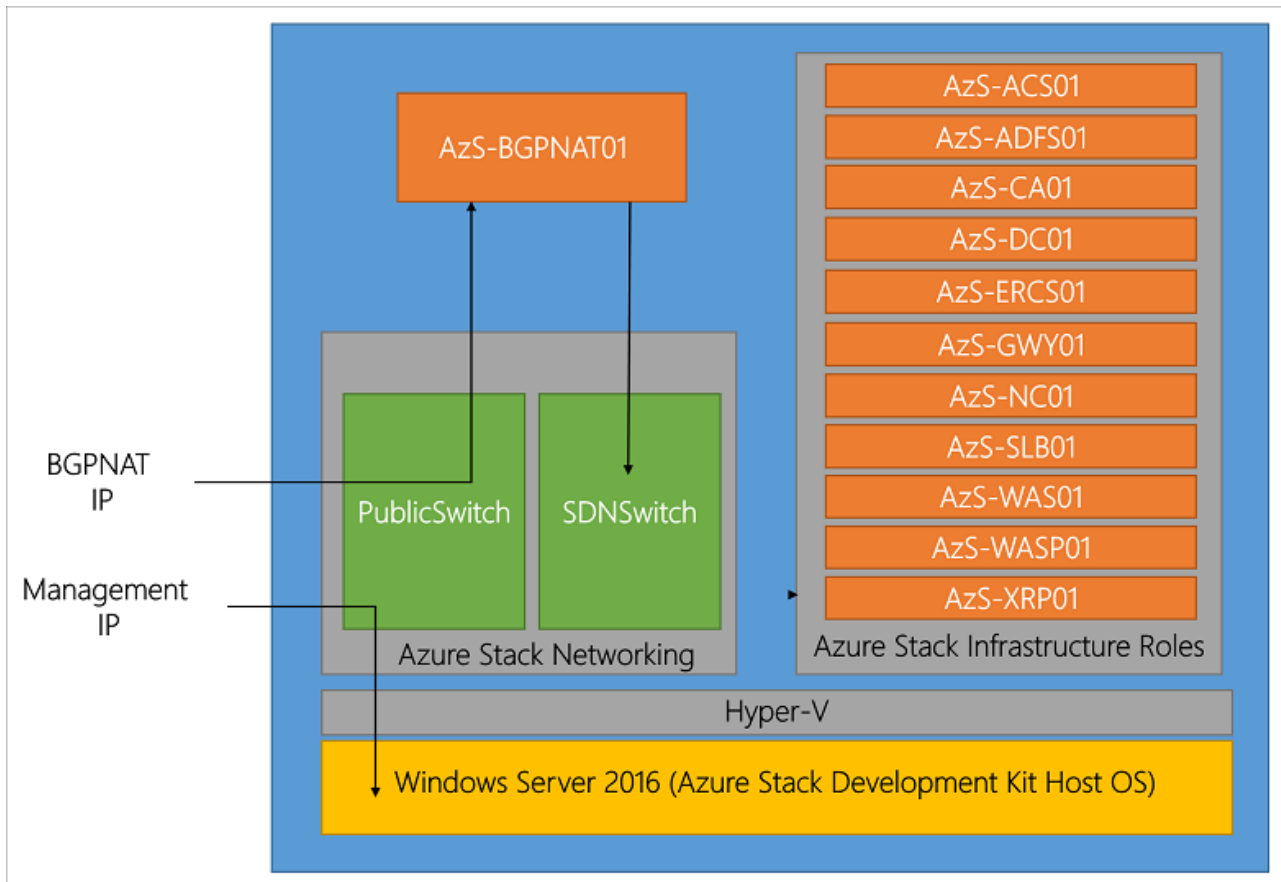 AzS-BGPNAT01
BGPNAT
IP
Management
IP
PublicSwitch
SDNSwitch
Azure Stack Networking
AzS-ACS01
AzS-ADFS01
AzS-CA01
AzS-DC01
AzS-ERCS01
AzS-GWY01
AzS-NC01
AzS-SLB01
AzS-WAS01
AzS-WASP01
AzS-XRP01
Azure Stack Infrastructure Roles
Hyper-V
Windows Server 2016 (Azure Stack Development Kit Host OS)